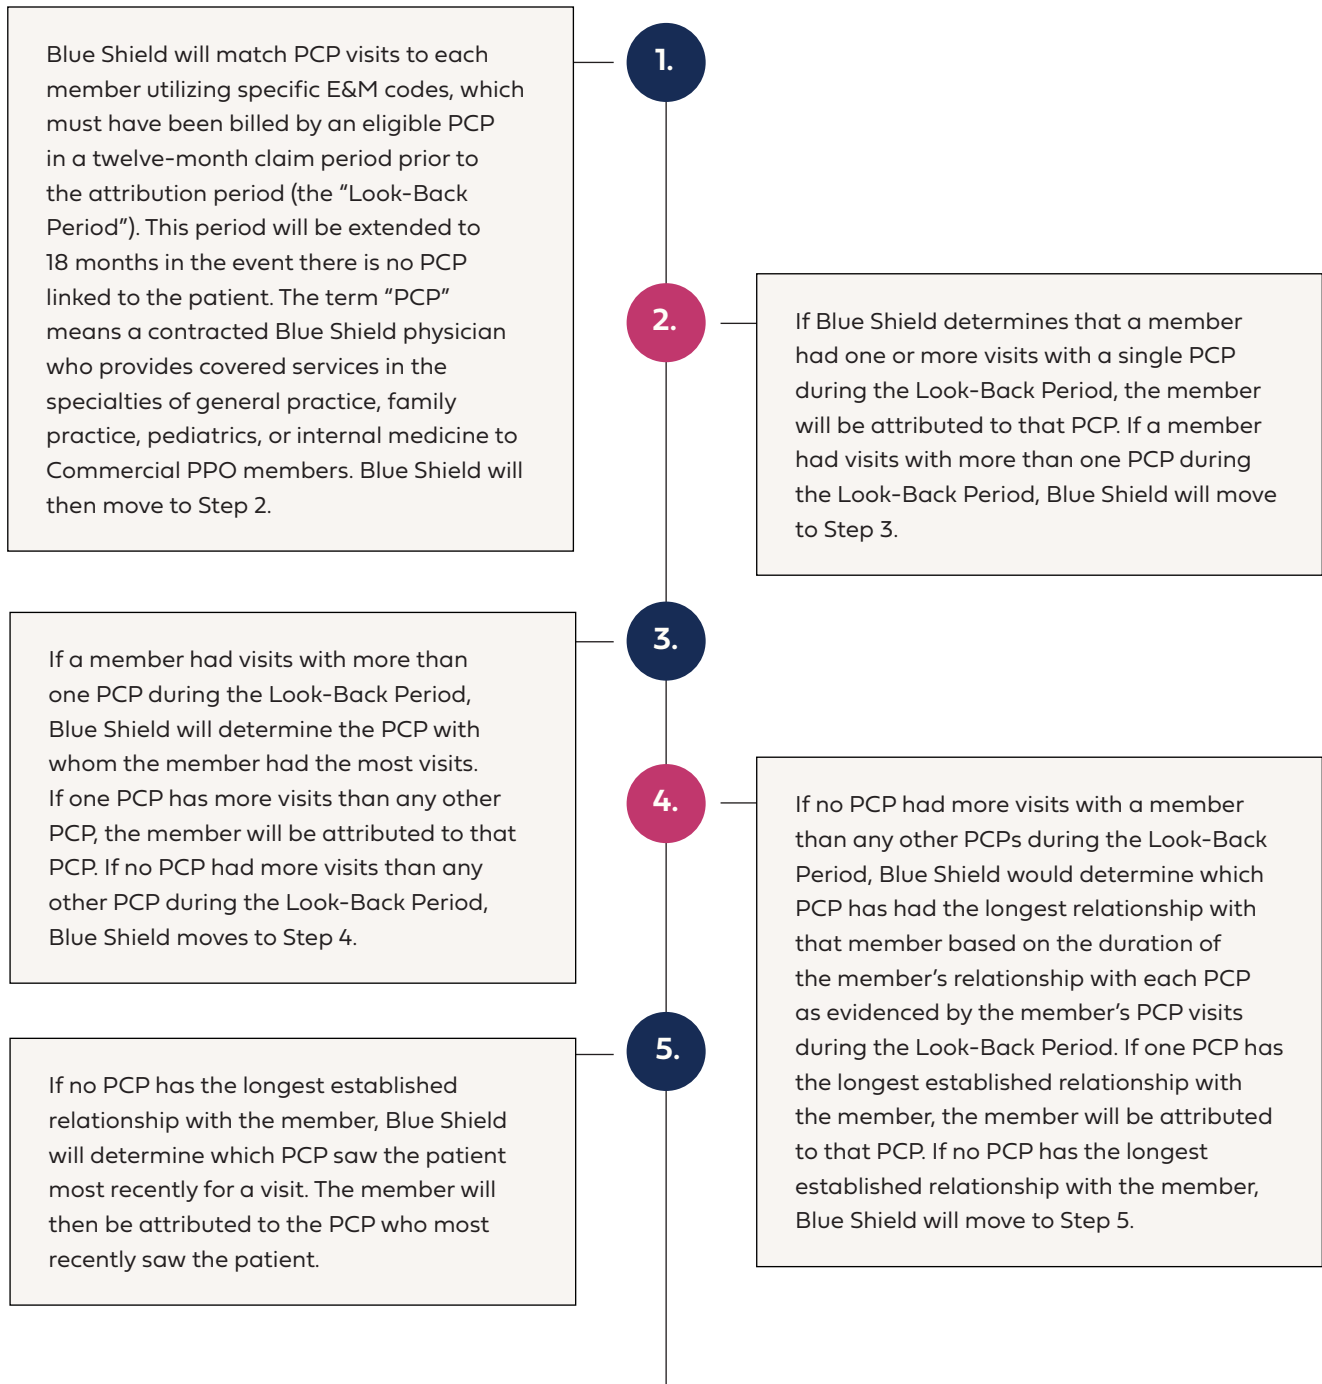 1.
Blue Shield will match PCP visits to each
member utilizing specific E&M codes, which
must have been billed by an eligible PCP
in a twelve-month claim period prior to
the attribution period (the “Look-Back
Period”). This period will be extended to
18 months in the event there is no PCP
linked to the patient. The term “PCP”
means a contracted Blue Shield physician
who provides covered services in the
specialties of general practice, family
practice, pediatrics, or internal medicine to
Commercial PPO members. Blue Shield will
then move to Step 2.
2.
If Blue Shield determines that a member
had one or more visits with a single PCP
during the Look-Back Period, the member
will be attributed to that PCP. If a member
had visits with more than one PCP during
the Look-Back Period, Blue Shield will move
to Step 3.
3.
If a member had visits with more than
one PCP during the Look-Back Period,
Blue Shield will determine the PCP with
whom the member had the most visits.
If one PCP has more visits than any other
PCP, the member will be attributed to that
PCP. If no PCP had more visits than any
other PCP during the Look-Back Period,
Blue Shield moves to Step 4.
4.
If no PCP had more visits with a member
than any other PCPs during the Look-Back
Period, Blue Shield would determine which
PCP has had the longest relationship with
that member based on the duration of
the member’s relationship with each PCP
as evidenced by the member’s PCP visits
during the Look-Back Period. If one PCP has
the longest established relationship with
the member, the member will be attributed
to that PCP. If no PCP has the longest
established relationship with the member,
Blue Shield will move to Step 5.
5.
If no PCP has the longest established
relationship with the member, Blue Shield
will determine which PCP saw the patient
most recently for a visit. The member will
then be attributed to the PCP who most
recently saw the patient.